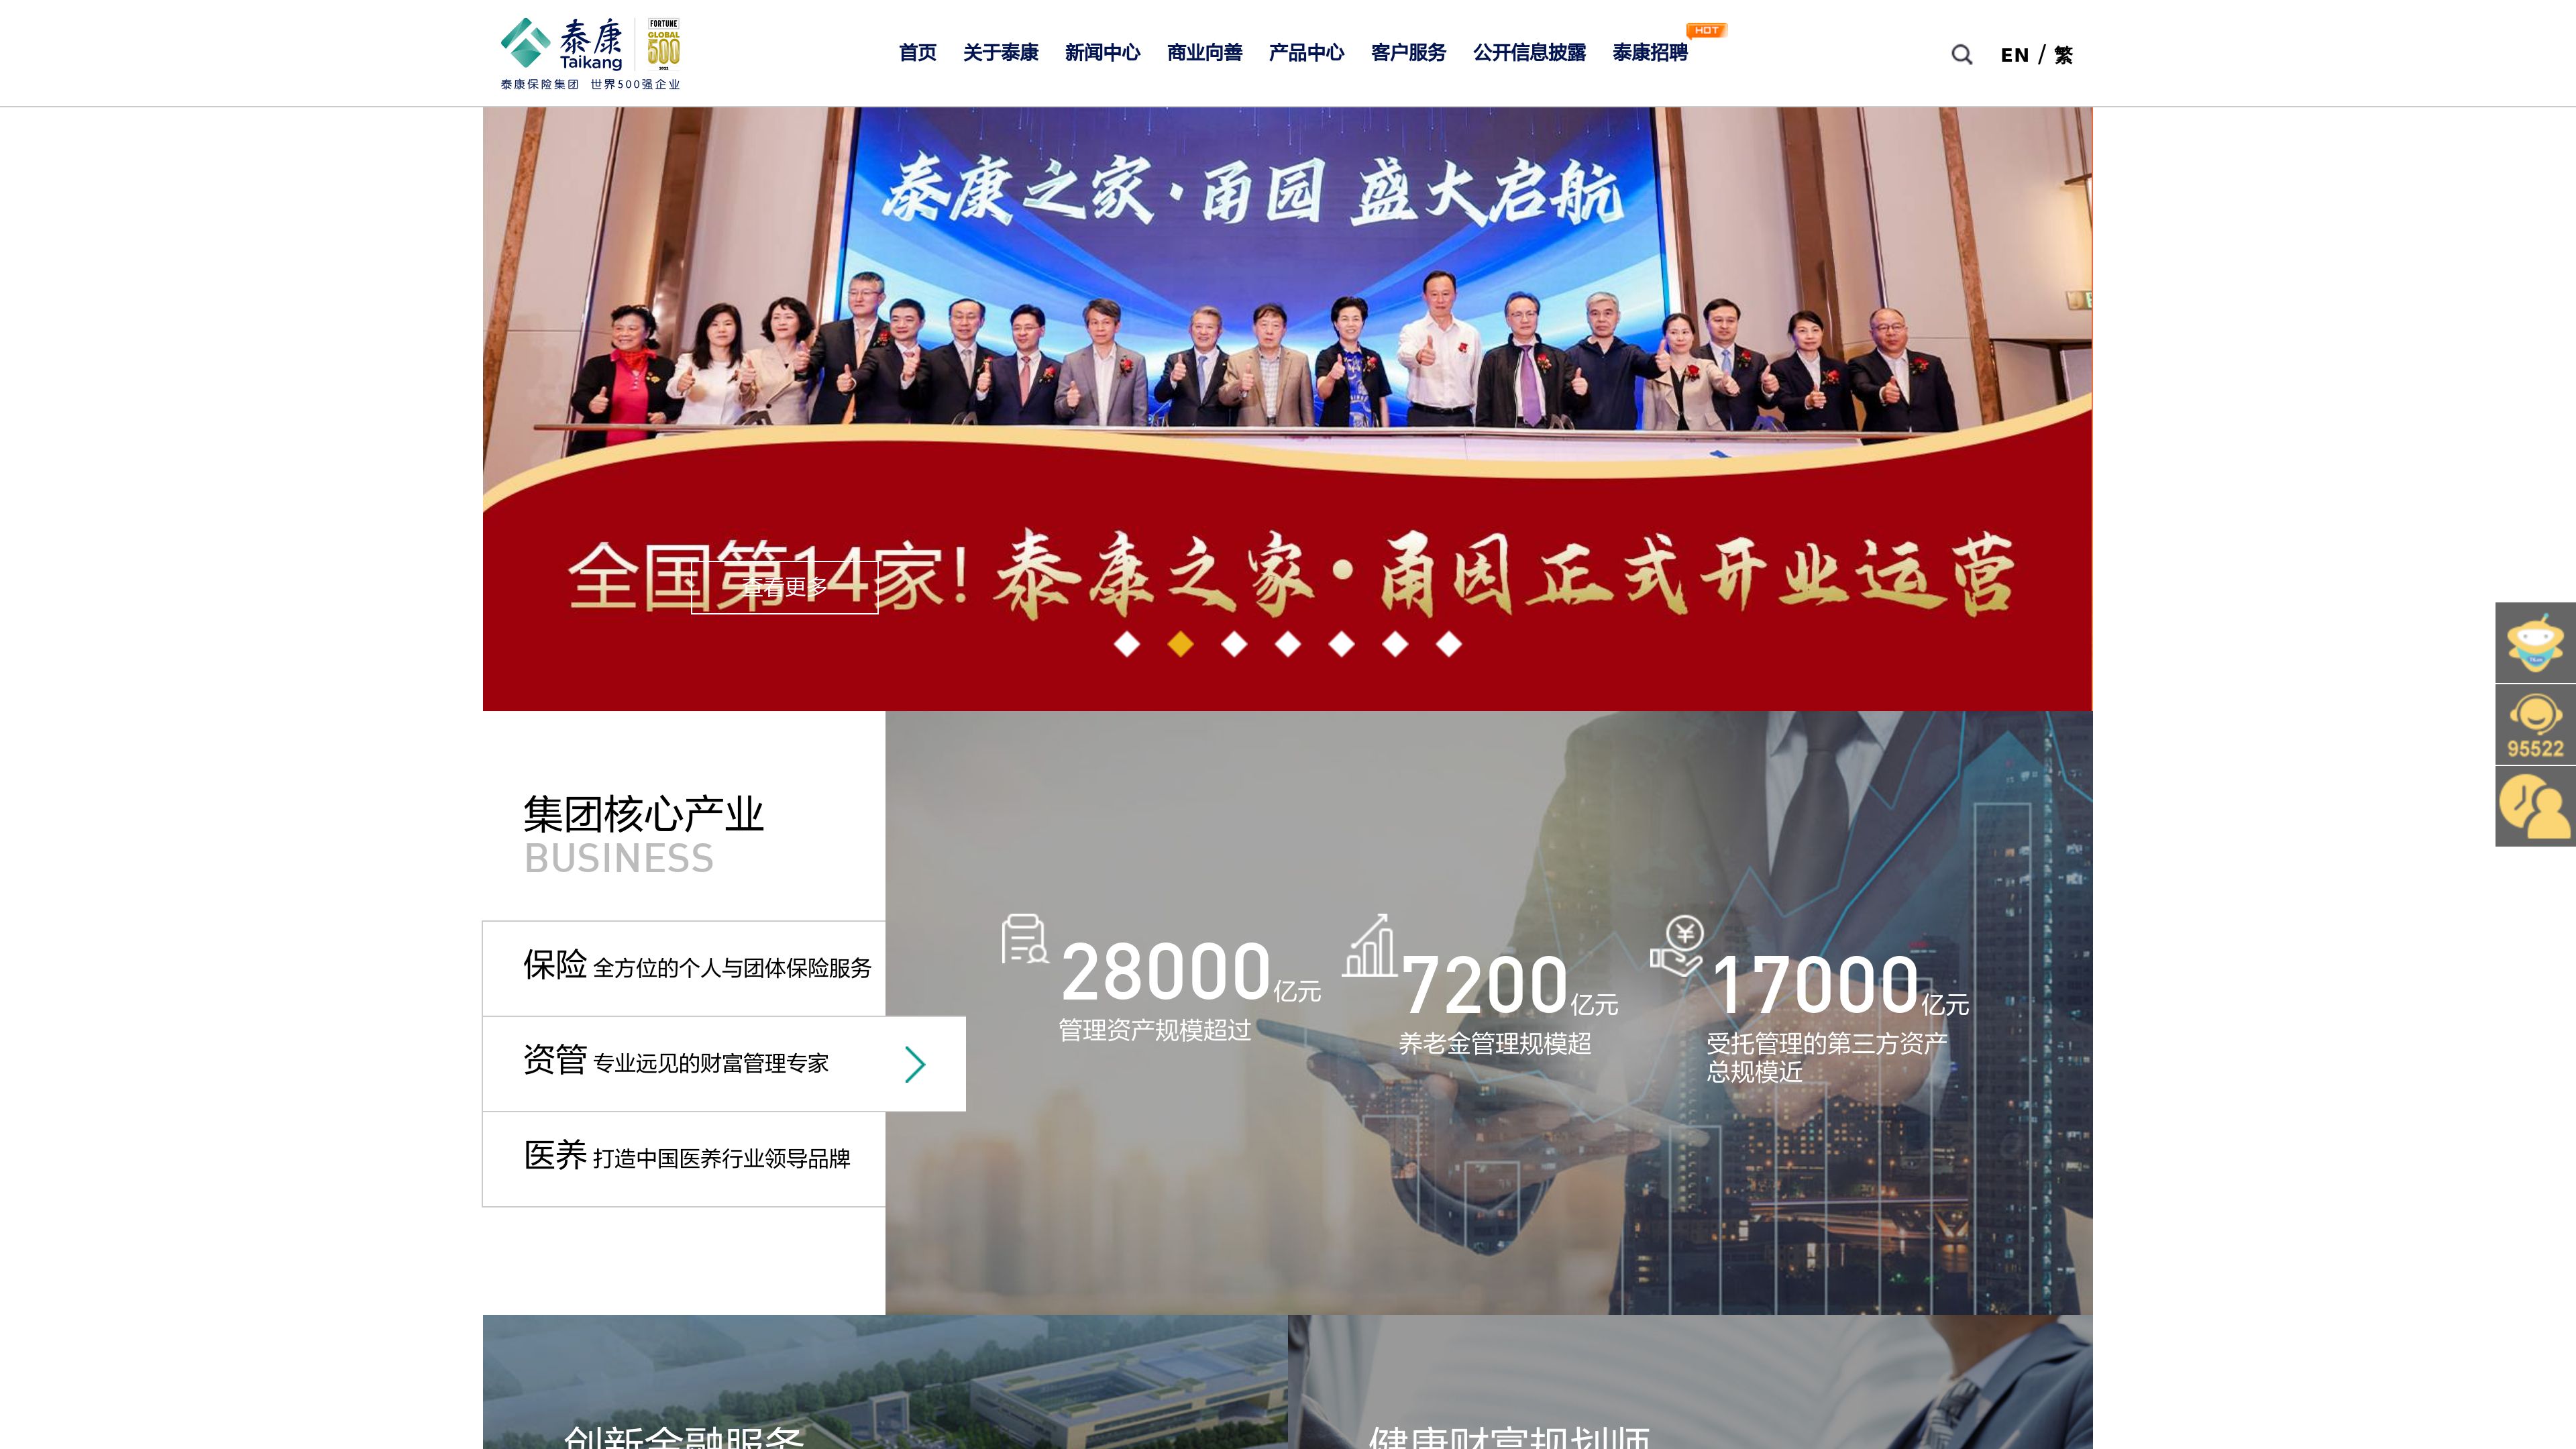 泰康
Taikang
FORTUNE
GLOBAL
500
2022
泰康保险集团 世界500强企业
首页
关于泰康
新闻中心
商业向善
产品中心
客户服务
公开信息披露
泰康招聘
HOT
EN / 繁
泰康之家·甬园 盛大启航
全国第14家!泰康之家·甬园正式开业运营
查看更多
95522
集团核心产业
BUSINESS
保险 全方位的个人与团体保险服务
资管 专业远见的财富管理专家
医养 打造中国医养行业领导品牌
28000亿元
管理资产规模超过
7200亿元
养老金管理规模超
17000亿元
受托管理的第三方资产
总规模近
创新金融服务
健康财富规划师